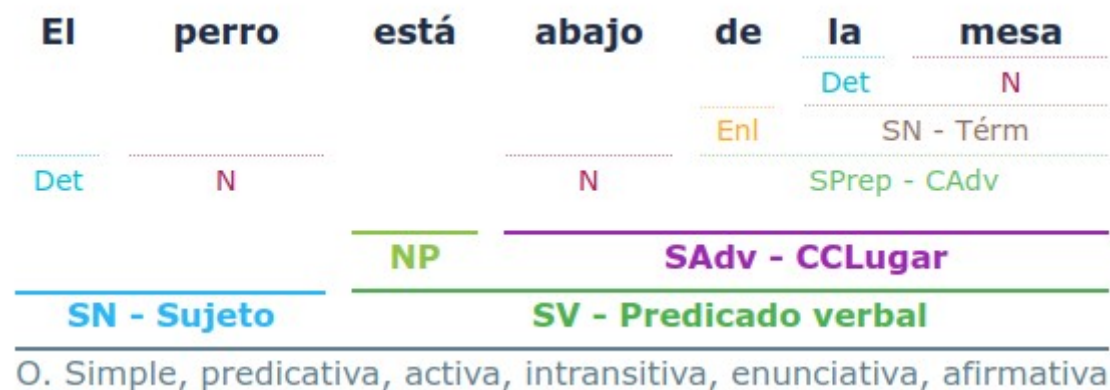 El perro está abajo de la mesa
Det N
Enl SN - Térm
Det N N SPrep - CAdv
NP SAdv - CCLugar
SN - Sujeto SV - Predicado verbal
O. Simple, predicativa, activa, intransitiva, enunciativa, afirmativa